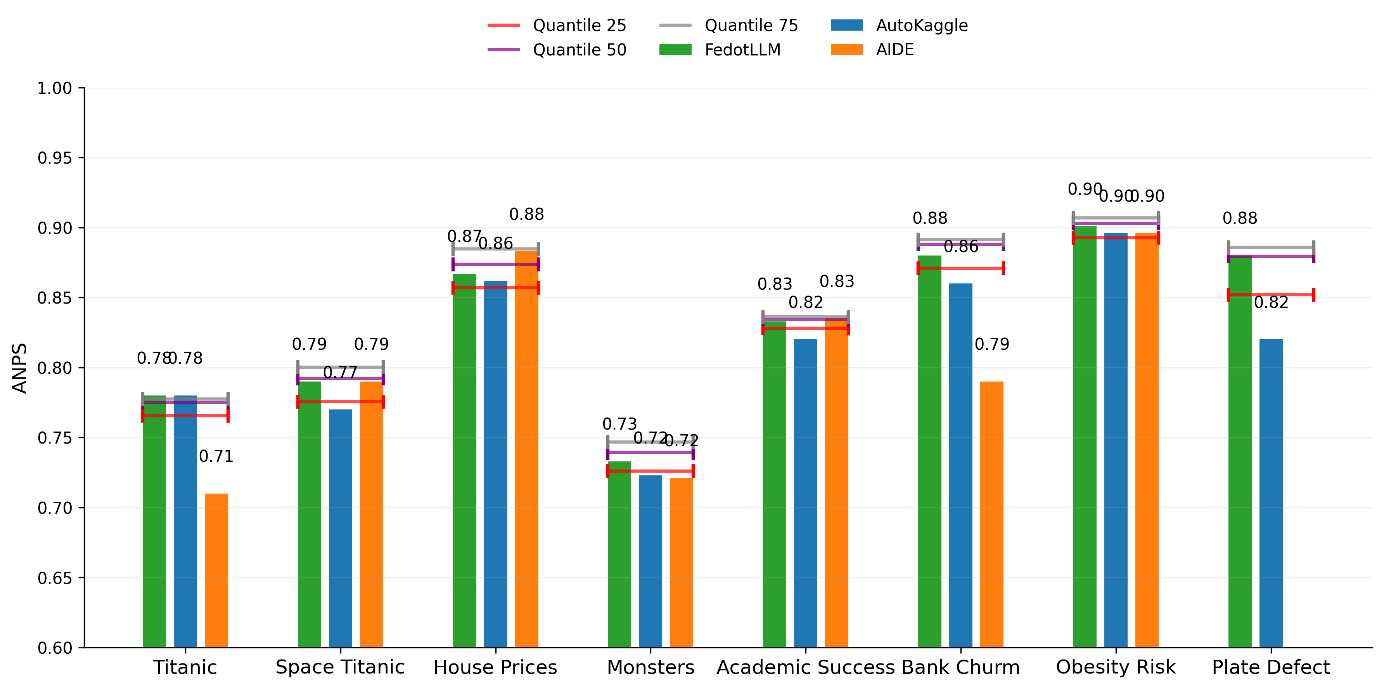 Quantile 25
Quantile 50
Quantile 75
FedotLLM
AutoKaggle
AIDE
ANPS
1.00
0.95
0.90
0.85
0.80
0.75
0.70
0.65
0.60
0.78 0.78 0.71
0.79 0.77 0.79
0.87 0.86 0.88
0.73 0.72 0.72
0.83 0.82 0.83
0.88 0.86 0.79
0.90 0.90 0.90
0.88 0.82
Titanic Space Titanic House Prices Monsters Academic Success Bank Churm Obesity Risk Plate Defect